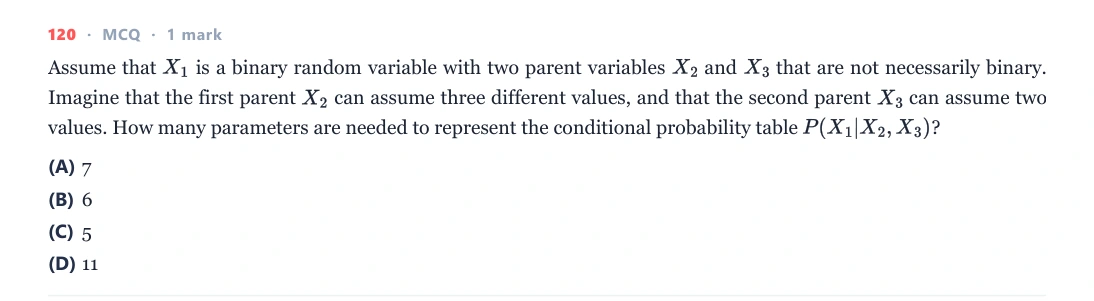 120 · MCQ · 1 mark
Assume that X₁ is a binary random variable with two parent variables X₂ and X₃ that are not necessarily binary.
Imagine that the first parent X₂ can assume three different values, and that the second parent X₃ can assume two
values. How many parameters are needed to represent the conditional probability table P(X₁|X₂, X₃)?
(A) 7
(B) 6
(C) 5
(D) 11